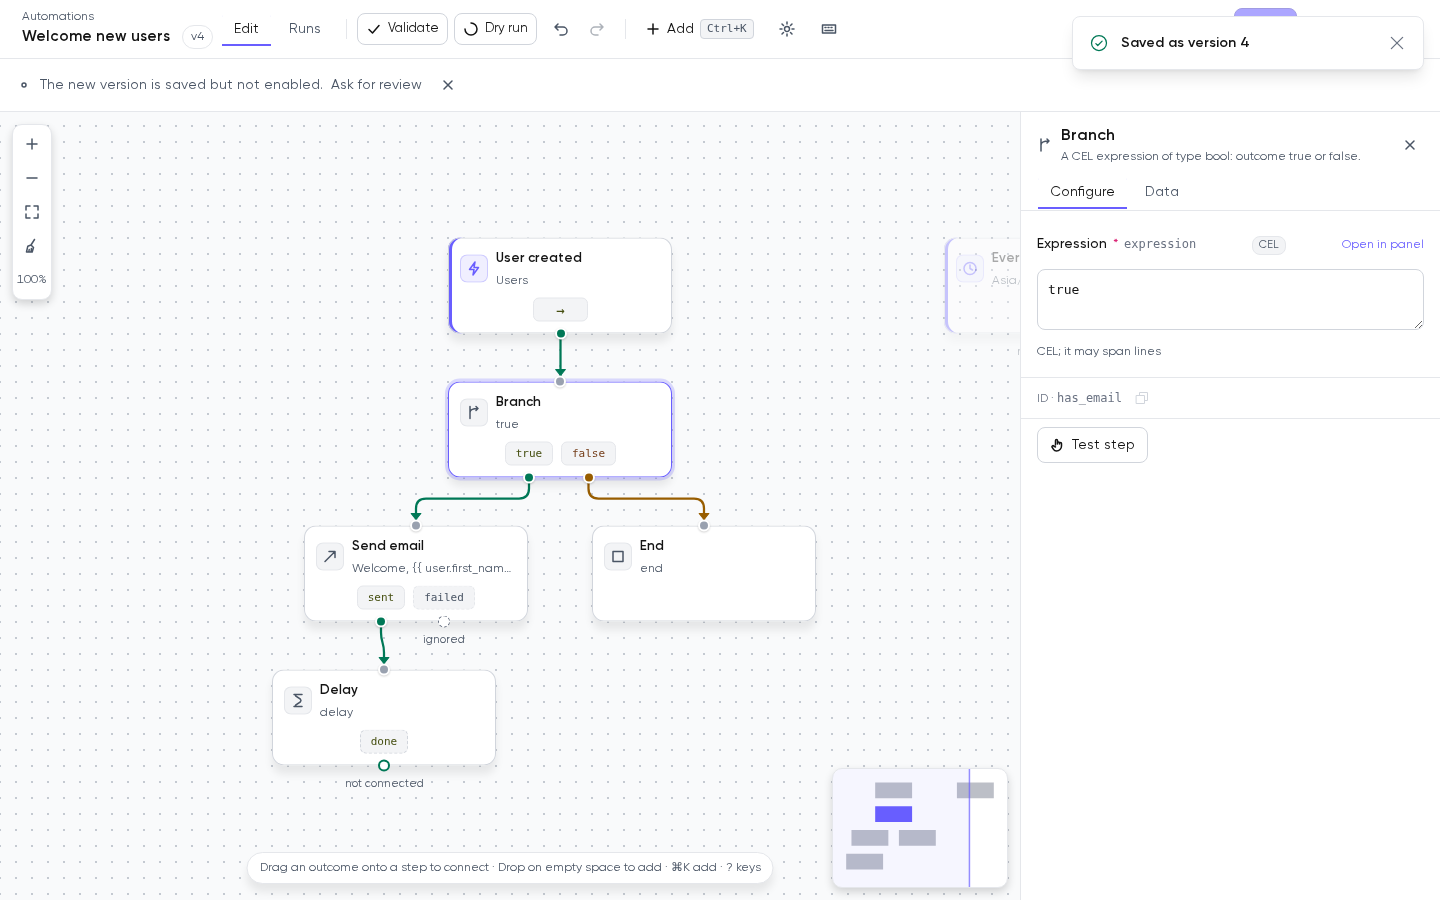 Automations
Welcome new users
v4
Edit
Runs
Validate
Dry run
Add
Ctrl+K
Saved as version 4
The new version is saved but not enabled. Ask for review
100%
User created
Users
→
Branch
true
true
false
Send email
Welcome, {{ user.first_nam...
sent
failed
ignored
End
end
Delay
delay
done
not connected
Drag an outcome onto a step to connect · Drop on empty space to add · ⌘K add · ? keys
Branch
A CEL expression of type bool: outcome true or false.
Configure
Data
Expression * expression
CEL
Open in panel
true
CEL; it may span lines
ID · has_email
Test step